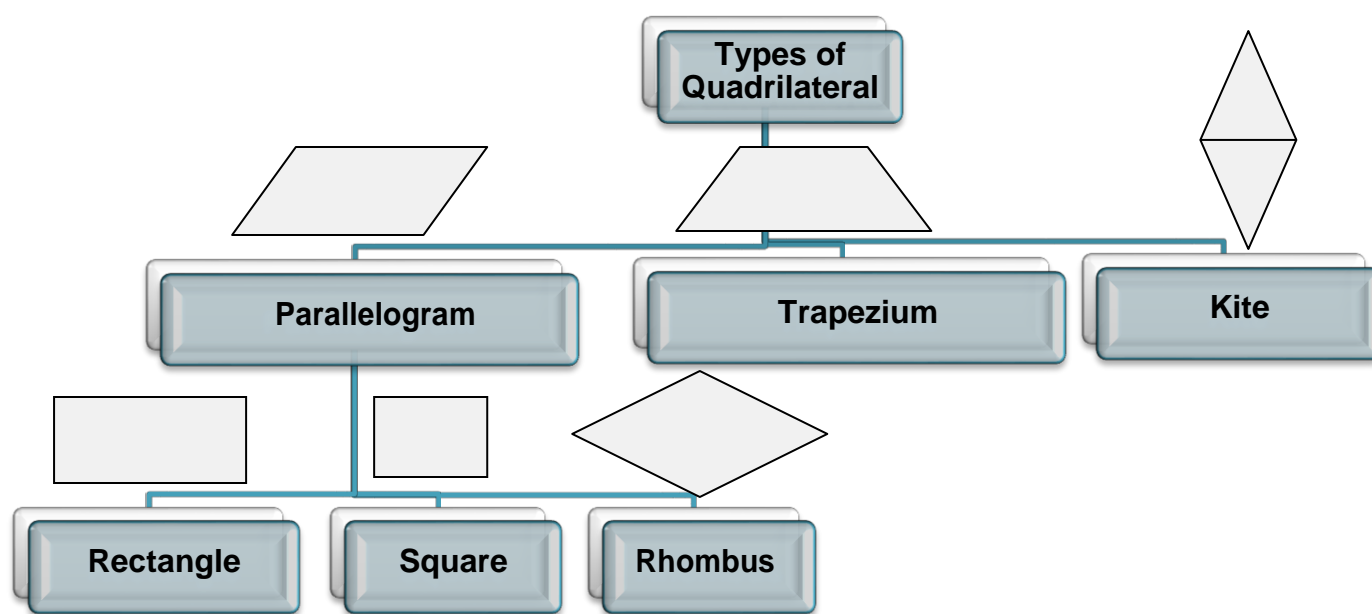 Types of
Quadrilateral
Parallelogram
Trapezium
Kite
Rectangle
Square
Rhombus